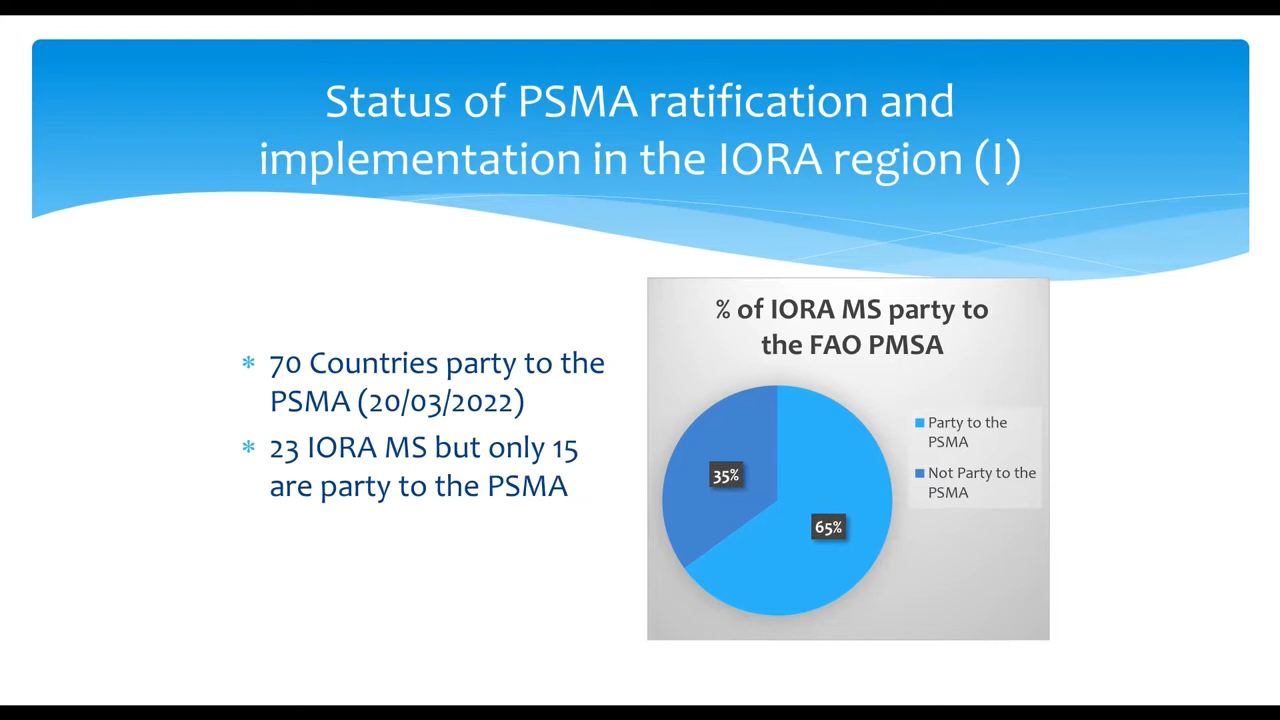 Status of PSMA ratification and
implementation in the IORA region (I)
* 70 Countries party to the
PSMA (20/03/2022)
* 23 IORA MS but only 15
are party to the PSMA
% of IORA MS party to
the FAO PMSA
35%
65%
Party to the
PSMA
Not Party to the
PSMA